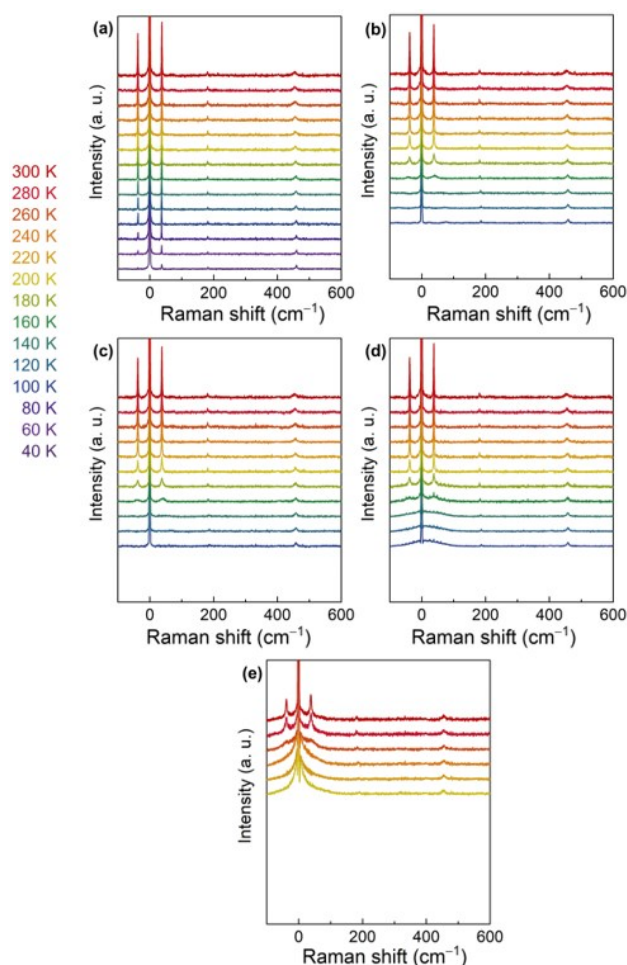 (a)
Intensity (a. u.)
0 200 400 600
Raman shift (cm⁻¹)
(b)
Intensity (a. u.)
0 200 400 600
Raman shift (cm⁻¹)
300 K
280 K
260 K
240 K
220 K
200 K
180 K
160 K
140 K
120 K
100 K
80 K
60 K
40 K
(c)
Intensity (a. u.)
0 200 400 600
Raman shift (cm⁻¹)
(d)
Intensity (a. u.)
0 200 400 600
Raman shift (cm⁻¹)
(e)
Intensity (a. u.)
0 200 400 600
Raman shift (cm⁻¹)